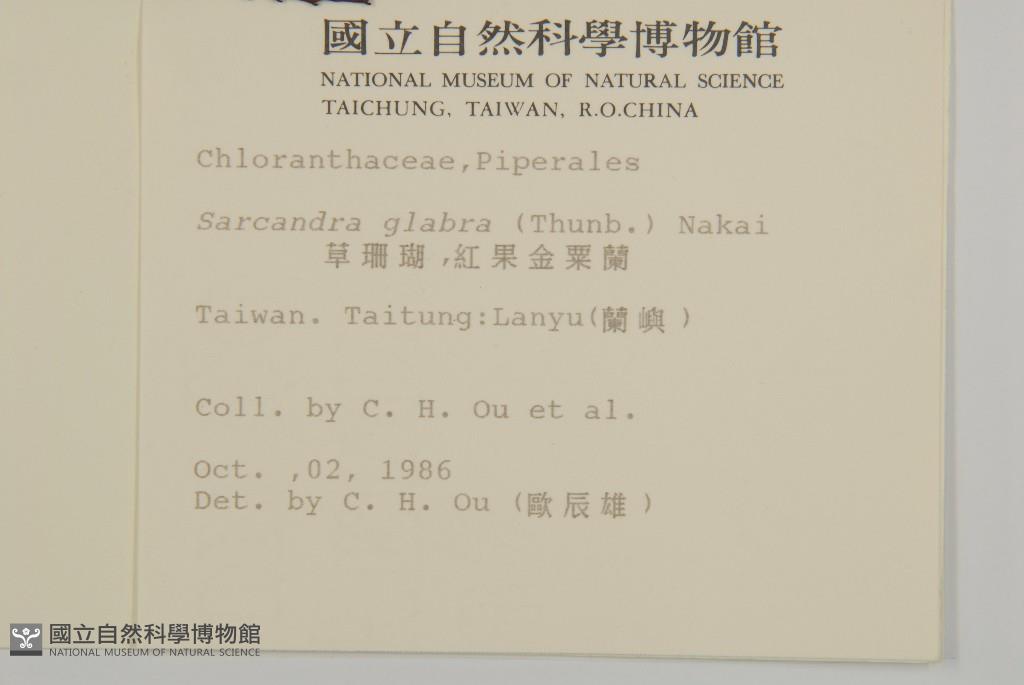 國立自然科學博物館
NATIONAL MUSEUM OF NATURAL SCIENCE
TAICHUNG, TAIWAN, R.O.CHINA
Chloranthaceae,Piperales
Sarcandra glabra (Thunb.) Nakai
草珊瑚,紅果金粟蘭
Taiwan. Taitung:Lanyu(蘭嶼)
Coll. by C. H. Ou et al.
Oct. ,02, 1986
Det. by C. H. Ou (歐辰雄)
國立自然科學博物館
NATIONAL MUSEUM OF NATURAL SCIENCE